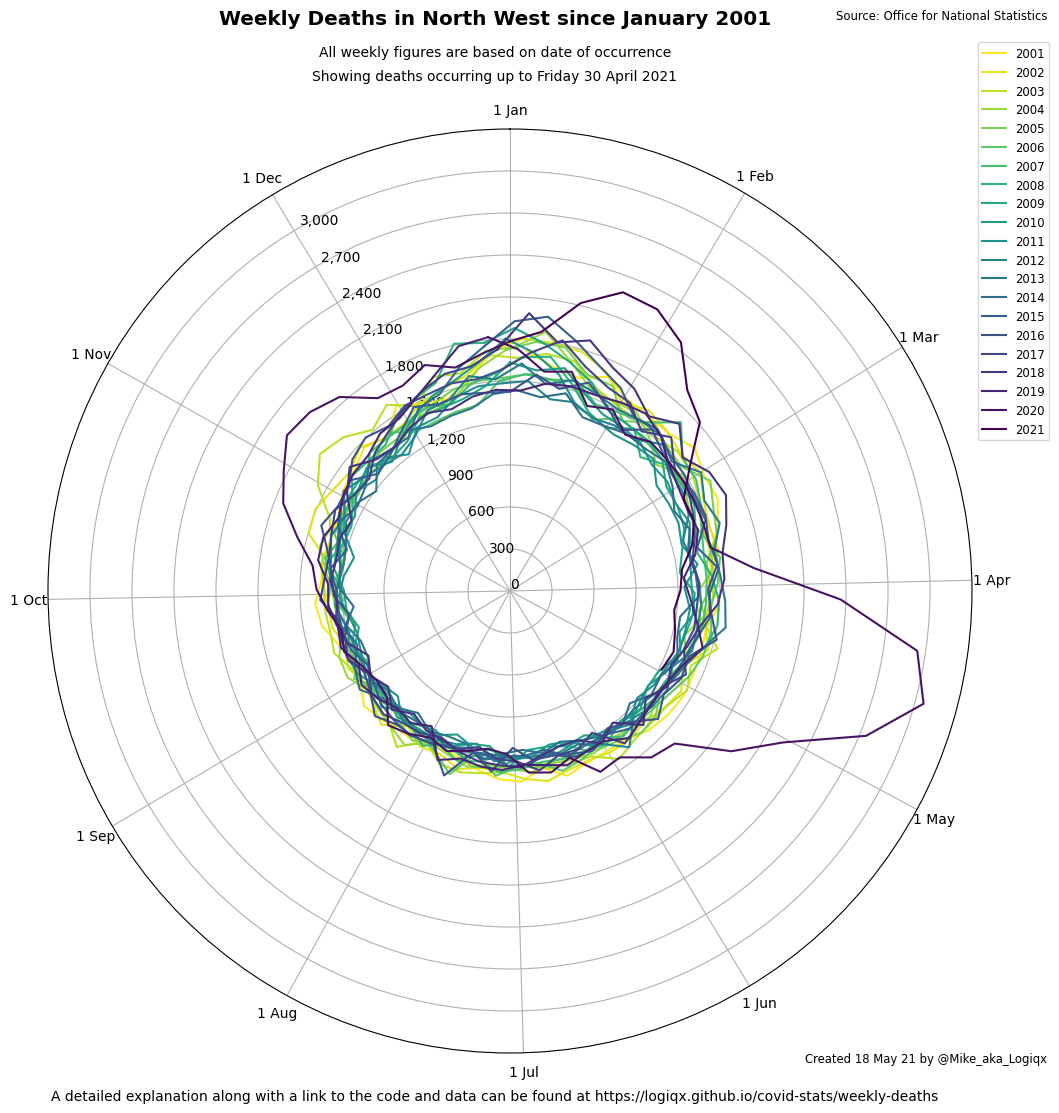 Weekly Deaths in North West since January 2001
Source: Office for National Statistics
All weekly figures are based on date of occurrence
Showing deaths occurring up to Friday 30 April 2021
2001
2002
2003
2004
2005
2006
2007
2008
2009
2010
2011
2012
2013
2014
2015
2016
2017
2018
2019
2020
2021
1 Jan
1 Feb
1 Mar
1 Apr
1 May
1 Jun
1 Jul
1 Aug
1 Sep
1 Oct
1 Nov
1 Dec
3,000
2,700
2,400
2,100
1,800
1,200
900
600
300
0
Created 18 May 21 by @Mike_aka_Logiqx
A detailed explanation along with a link to the code and data can be found at https://logiqx.github.io/covid-stats/weekly-deaths